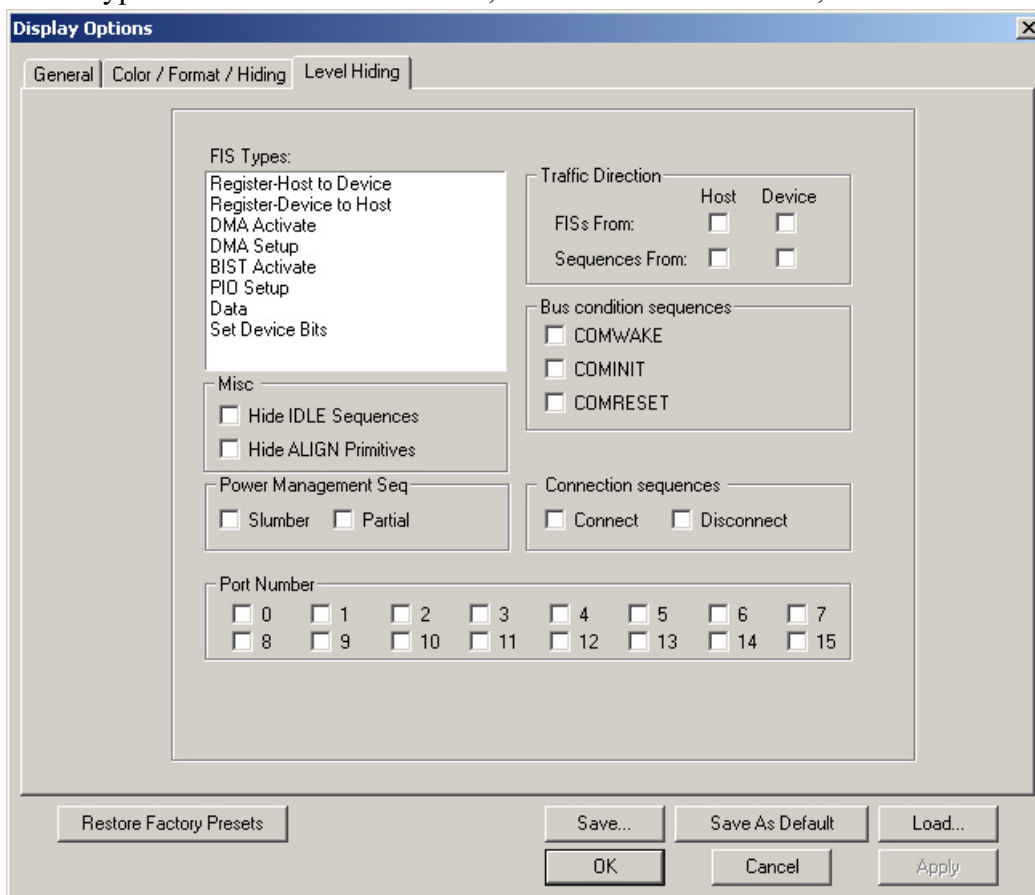 Display Options
General
Color / Format / Hiding
Level Hiding
FIS Types:
Register-Host to Device
Register-Device to Host
DMA Activate
DMA Setup
BIST Activate
PIO Setup
Data
Set Device Bits
Traffic Direction
Host Device
FISs From:
Sequences From:
Bus condition sequences
COMWAKE
COMINIT
COMRESET
Misc
Hide IDLE Sequences
Hide ALIGN Primitives
Power Management Seq
Slumber Partial
Connection sequences
Connect Disconnect
Port Number
0 1 2 3 4 5 6 7
8 9 10 11 12 13 14 15
Restore Factory Presets
Save... Save As Default Load...
OK Cancel Apply